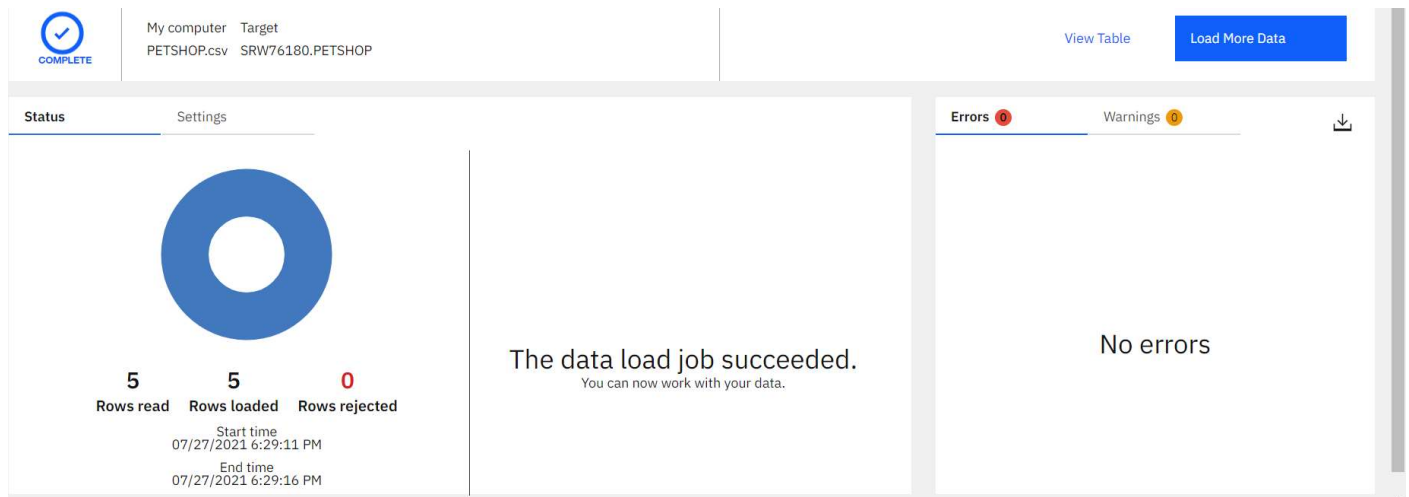 COMPLETE
My computer Target
PETSHOP.csv SRW76180.PETSHOP
View Table
Load More Data
Status Settings
5 5 0
Rows read Rows loaded Rows rejected
Start time
07/27/2021 6:29:11 PM
End time
07/27/2021 6:29:16 PM
The data load job succeeded.
You can now work with your data.
Errors 0 Warnings 0
No errors